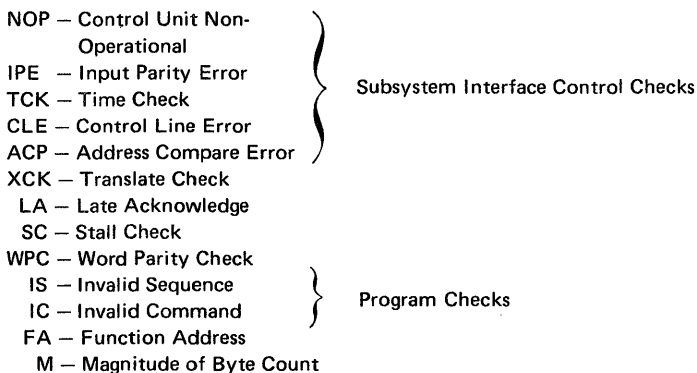 NOP — Control Unit Non-
Operational
IPE — Input Parity Error
TCK — Time Check
CLE — Control Line Error
ACP — Address Compare Error
Subsystem Interface Control Checks
XCK — Translate Check
LA — Late Acknowledge
SC — Stall Check
WPC — Word Parity Check
IS — Invalid Sequence
IC — Invalid Command
Program Checks
FA — Function Address
M — Magnitude of Byte Count